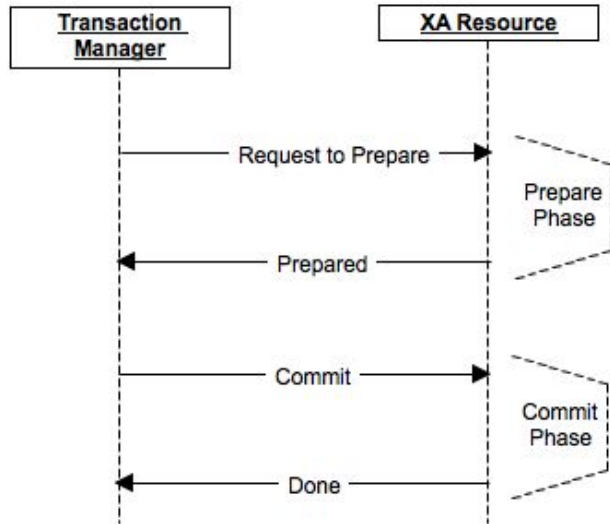 Transaction
Manager
XA Resource
Request to Prepare
Prepare
Phase
Prepared
Commit
Commit
Phase
Done